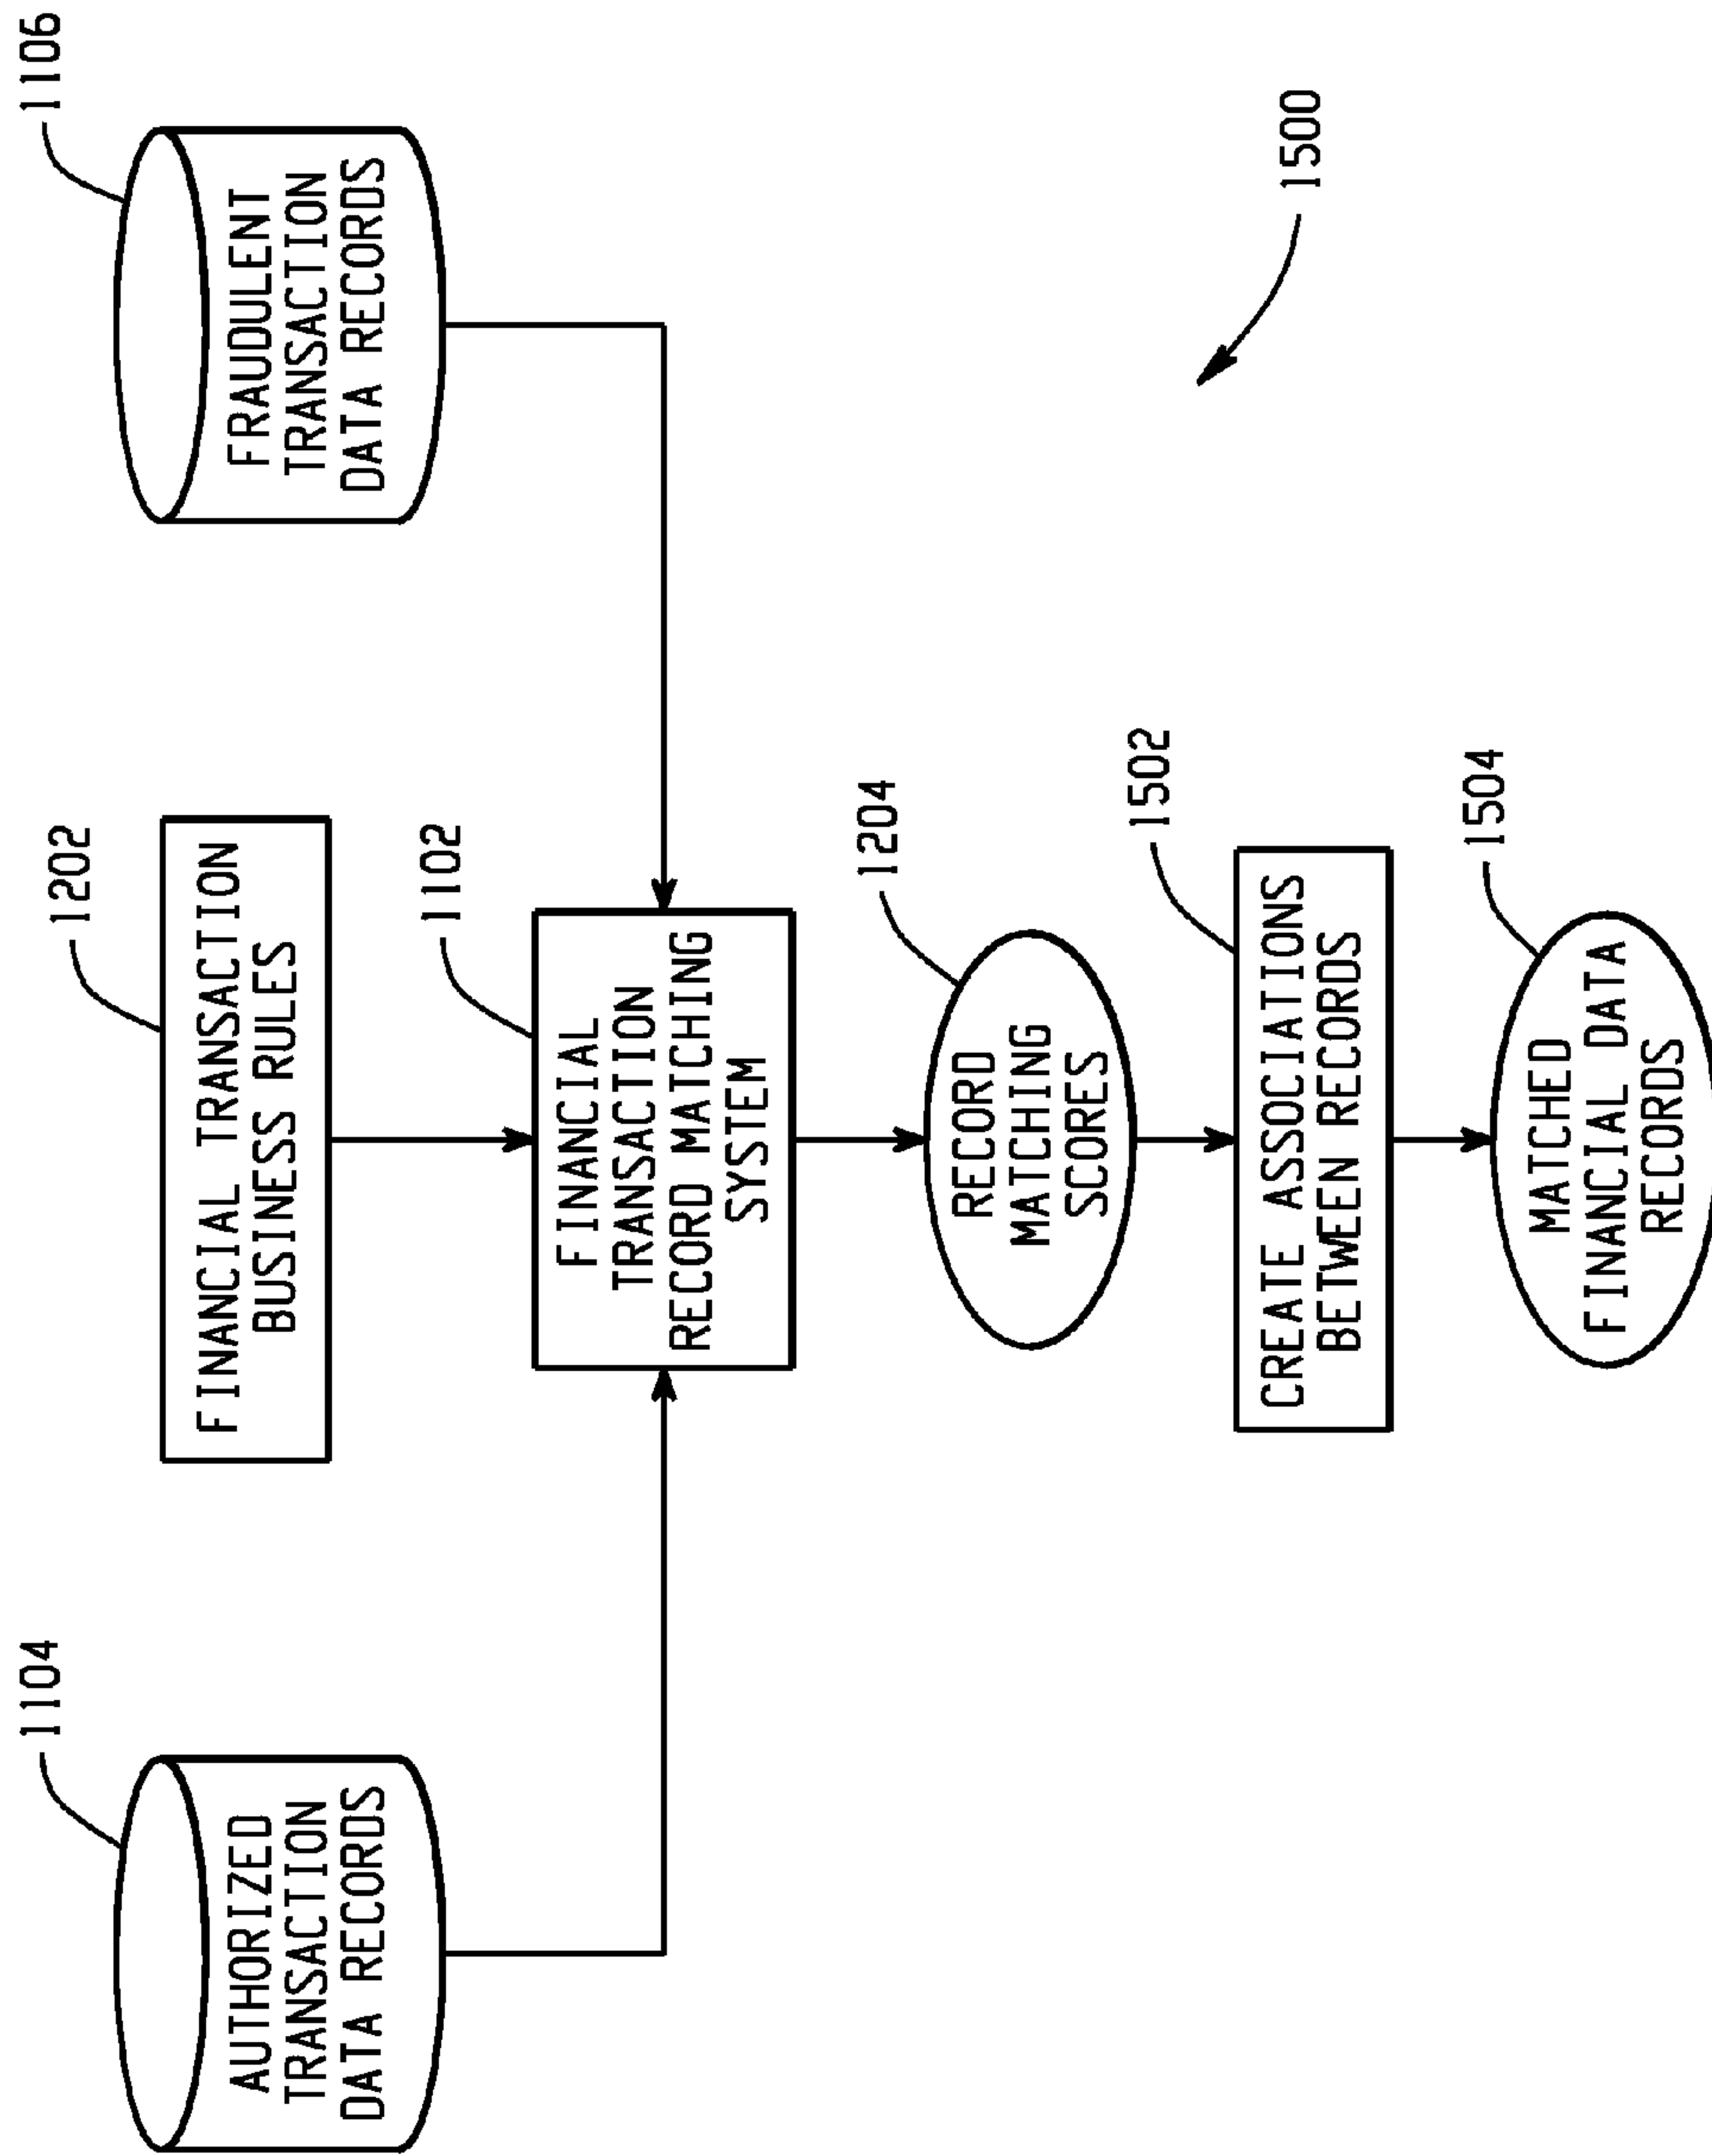 1104
AUTHORIZED
TRANSACTION
DATA RECORDS
1202
FINANCIAL TRANSACTION
BUSINESS RULES
1106
FRAUDULENT
TRANSACTION
DATA RECORDS
1102
FINANCIAL
TRANSACTION
RECORD MATCHING
SYSTEM
1204
RECORD
MATCHING
SCORES
1502
CREATE ASSOCIATIONS
BETWEEN RECORDS
1504
MATCHED
FINANCIAL DATA
RECORDS
1500